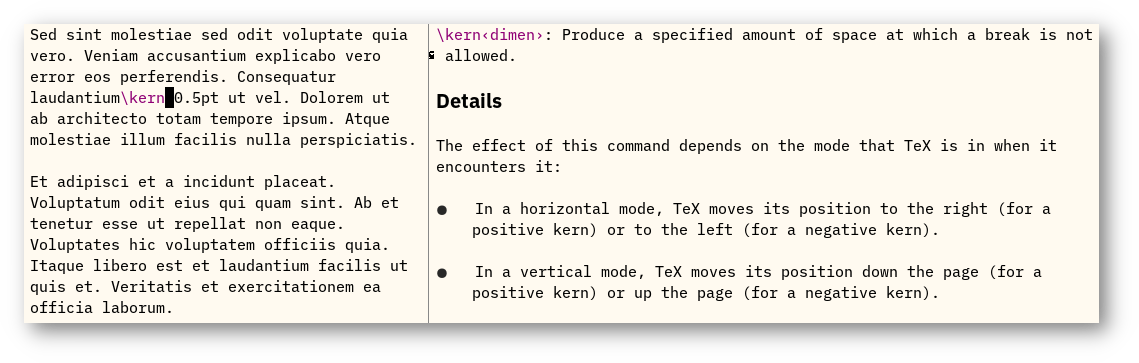 Sed sint molestiae sed odit voluptate quia
vero. Veniam accusantium explicabo vero
error eos perferendis. Consequatur
laudantium\kern 0.5pt ut vel. Dolorem ut
ab architecto totam tempore ipsum. Atque
molestiae illum facilis nulla perspiciatis.
Et adipisci et a incidunt placeat.
Voluptatum odit eius qui quam sint. Ab et
tenetur esse ut repellat non eaque.
Voluptates hic voluptatem officiis quia.
Itaque libero est et laudantium facilis ut
quis et. Veritatis et exercitationem ea
officia laborum.
\kern‹dimen›: Produce a specified amount of space at which a break is not
allowed.
Details
The effect of this command depends on the mode that TeX is in when it
encounters it:
● In a horizontal mode, TeX moves its position to the right (for a
positive kern) or to the left (for a negative kern).
● In a vertical mode, TeX moves its position down the page (for a
positive kern) or up the page (for a negative kern).